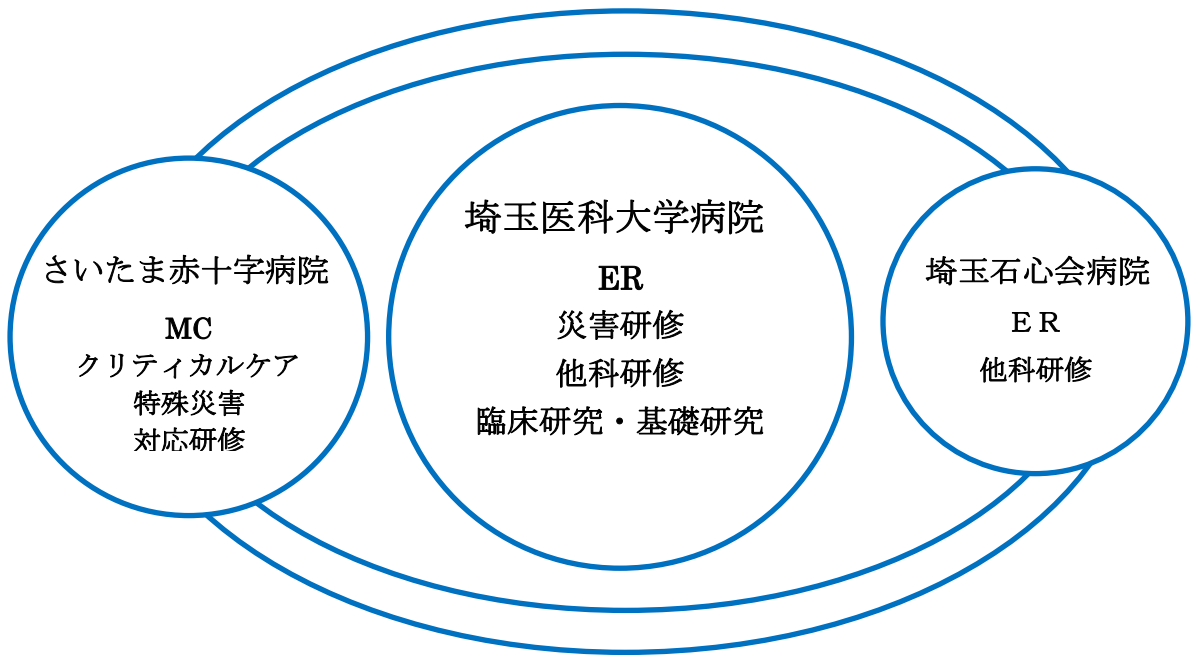 さいたま赤十字病院
MC
クリティカルケア
特殊災害
対応研修
埼玉医科大学病院
ER
災害研修
他科研修
臨床研究・基礎研究
埼玉石心会病院
ＥＲ
他科研修